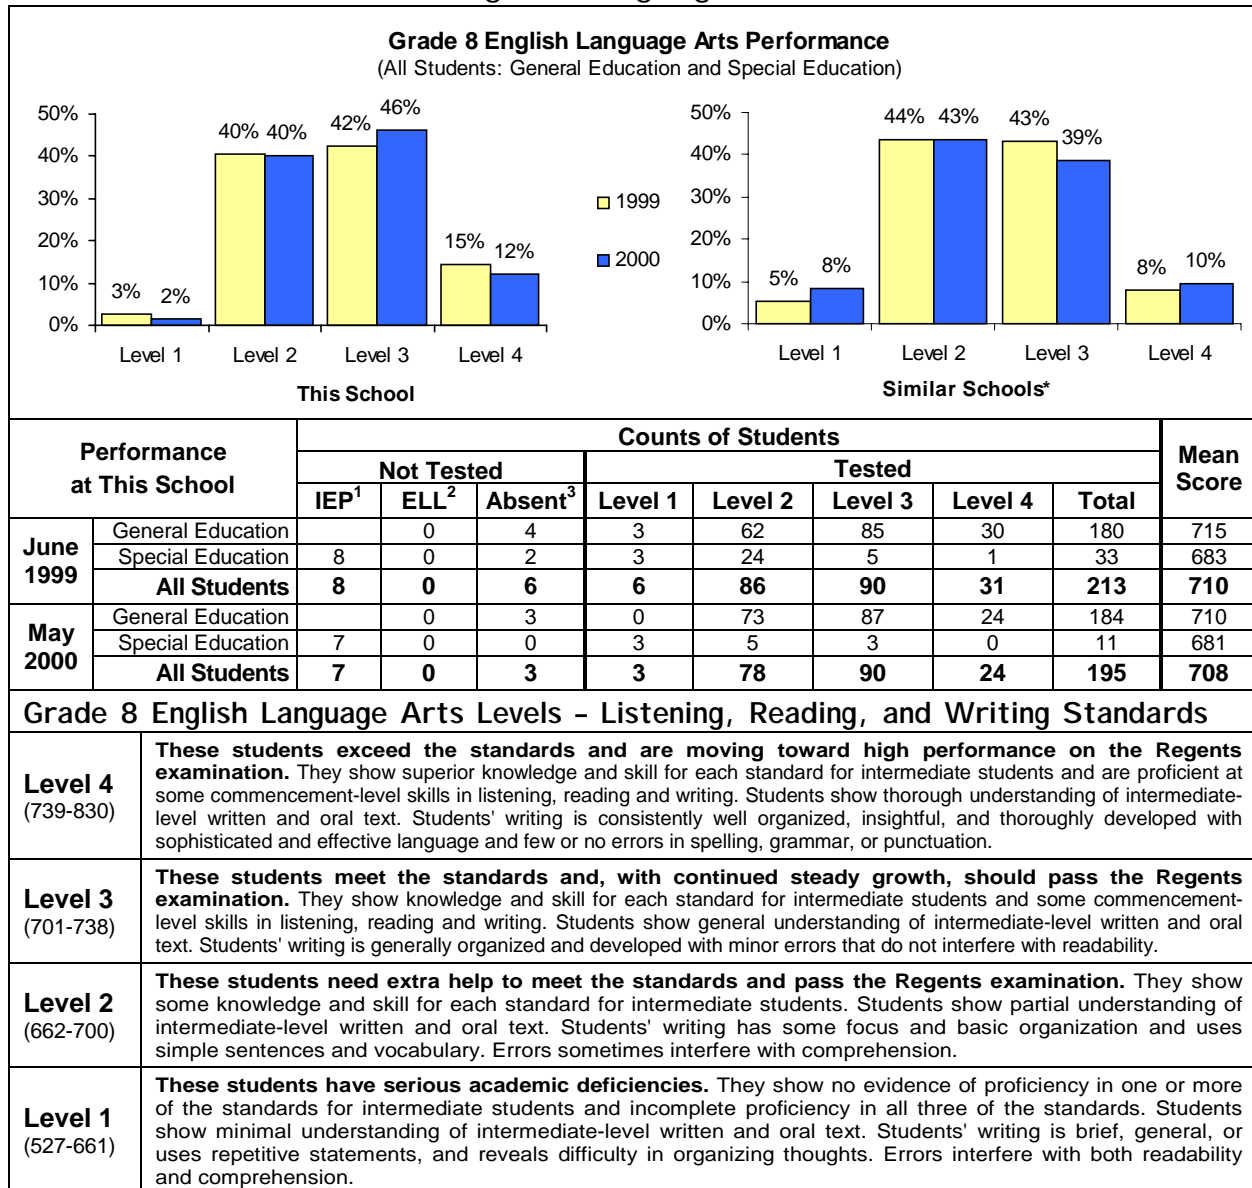 Grade 8 English Language Arts Performance
(All Students: General Education and Special Education)
50%
40%
30%
20%
10%
0%
3% 2%
40% 40%
42% 46%
15% 12%
Level 1 Level 2 Level 3 Level 4
This School
1999
2000
50%
40%
30%
20%
10%
0%
5% 8%
44% 43%
43% 39%
8% 10%
Level 1 Level 2 Level 3 Level 4
Similar Schools*
Performance
at This School
Counts of Students
Mean
Score
Not Tested
Tested
IEP1 ELL2 Absent3 Level 1 Level 2 Level 3 Level 4 Total
June
1999
General Education 0 4 3 62 85 30 180 715
Special Education 8 0 2 3 24 5 1 33 683
All Students 8 0 6 6 86 90 31 213 710
May
2000
General Education 0 3 0 73 87 24 184 710
Special Education 7 0 0 3 5 3 0 11 681
All Students 7 0 3 3 78 90 24 195 708
Grade 8 English Language Arts Levels – Listening, Reading, and Writing Standards
Level 4
(739-830)
These students exceed the standards and are moving toward high performance on the Regents
examination. They show superior knowledge and skill for each standard for intermediate students and are proficient at
some commencement-level skills in listening, reading and writing. Students show thorough understanding of intermediate-
level written and oral text. Students' writing is consistently well organized, insightful, and thoroughly developed with
sophisticated and effective language and few or no errors in spelling, grammar, or punctuation.
Level 3
(701-738)
These students meet the standards and, with continued steady growth, should pass the Regents
examination. They show knowledge and skill for each standard for intermediate students and some commencement-
level skills in listening, reading and writing. Students show general understanding of intermediate-level written and oral
text. Students' writing is generally organized and developed with minor errors that do not interfere with readability.
Level 2
(662-700)
These students need extra help to meet the standards and pass the Regents examination. They show
some knowledge and skill for each standard for intermediate students. Students show partial understanding of
intermediate-level written and oral text. Students' writing has some focus and basic organization and uses
simple sentences and vocabulary. Errors sometimes interfere with comprehension.
Level 1
(527-661)
These students have serious academic deficiencies. They show no evidence of proficiency in one or more
of the standards for intermediate students and incomplete proficiency in all three of the standards. Students
show minimal understanding of intermediate-level written and oral text. Students' writing is brief, general, or
uses repetitive statements, and reveals difficulty in organizing thoughts. Errors interfere with both readability
and comprehension.